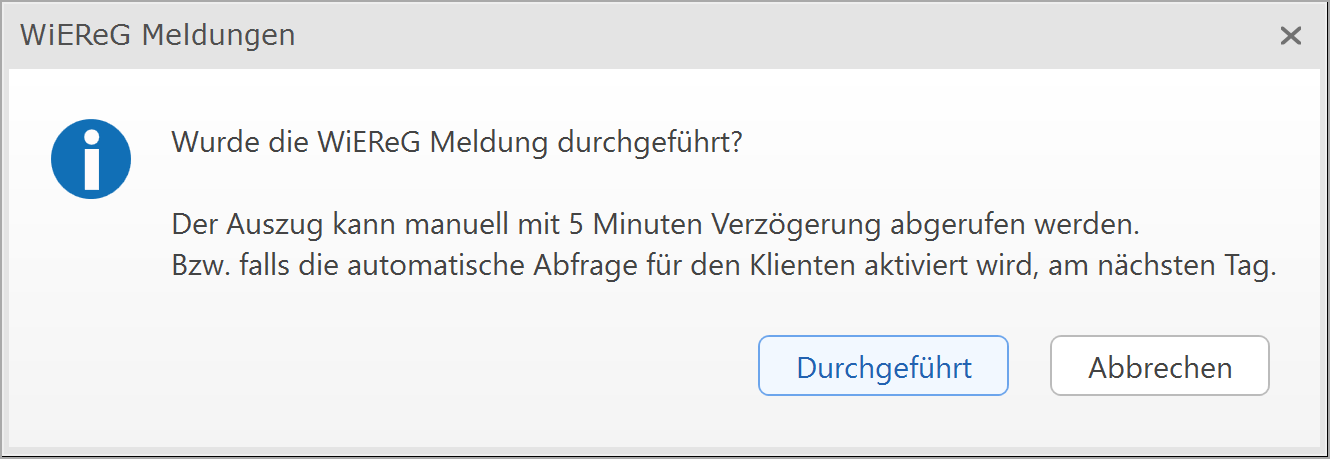 WiEReG Meldungen
Wurde die WiEReG Meldung durchgeführt?
Der Auszug kann manuell mit 5 Minuten Verzögerung abgerufen werden.
Bzw. falls die automatische Abfrage für den Klienten aktiviert wird, am nächsten Tag.
Durchgeführt
Abbrechen